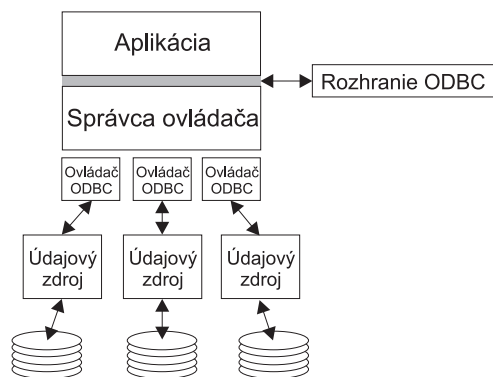 Aplikácia
Rozhranie ODBC
Správca ovládača
Ovládač
ODBC
Ovládač
ODBC
Ovládač
ODBC
Údajový
zdroj
Údajový
zdroj
Údajový
zdroj